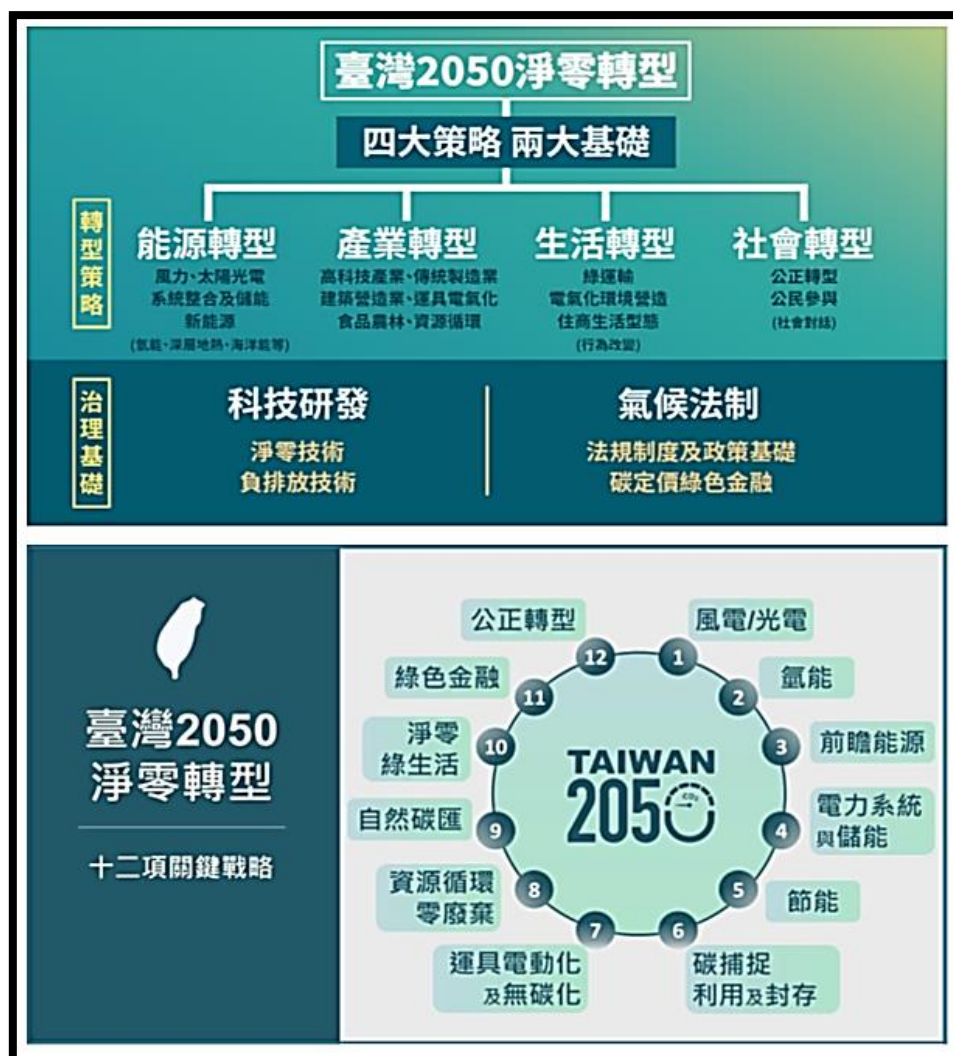 臺灣2050淨零轉型
四大策略 兩大基礎
轉型策略
能源轉型
風力、太陽光電
系統整合及儲能
新能源
(氫能、深層地熱、海洋能等)
產業轉型
高科技產業、傳統製造業
建築營造業、運具電氣化
食品農林、資源循環
生活轉型
綠運輸
電氣化環境營造
住商生活型態
(行為改變)
社會轉型
公正轉型
公民參與
(社會對話)
治理基礎
科技研發
淨零技術
負排放技術
氣候法制
法規制度及政策基礎
碳定價綠色金融
臺灣2050
淨零轉型
十二項關鍵戰略
TAIWAN
2050
CO₂
1
風電/光電
2
氫能
3
前瞻能源
4
電力系統
與儲能
5
節能
6
碳捕捉
利用及封存
7
運具電動化
及無碳化
8
資源循環
零廢棄
9
自然碳匯
10
淨零
綠生活
11
綠色金融
12
公正轉型